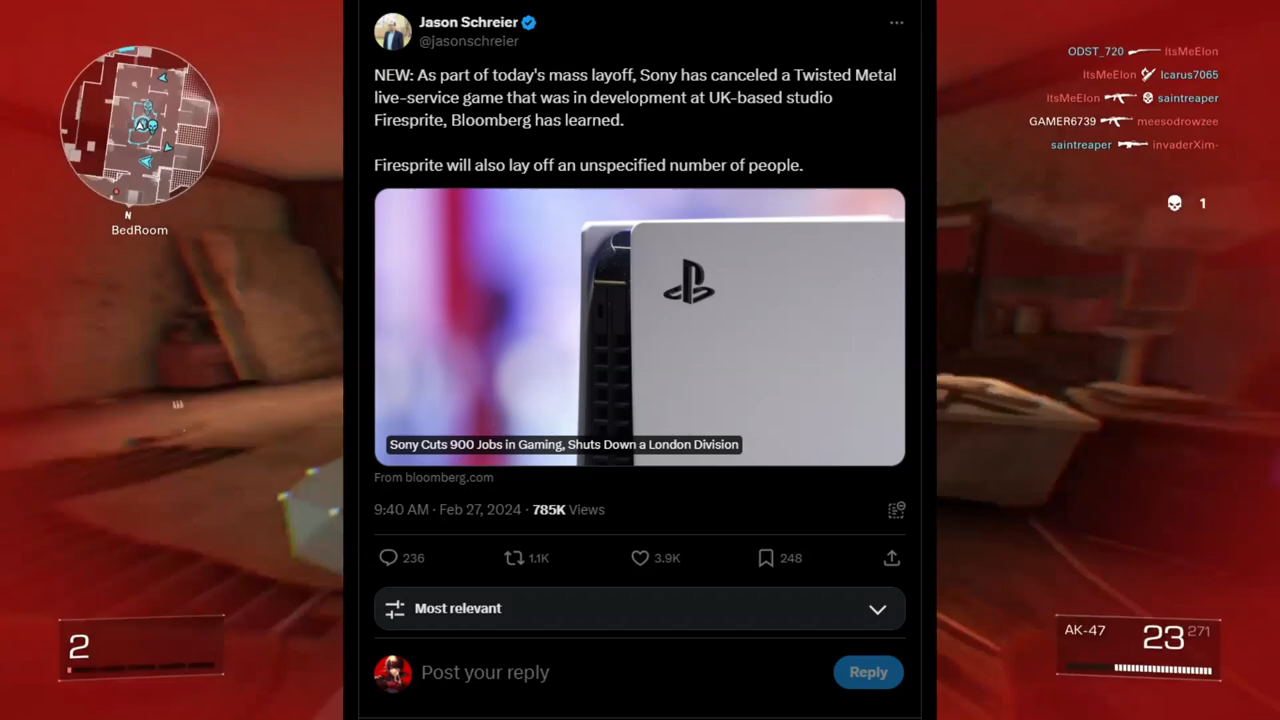 Jason Schreier
@jasonschreier
NEW: As part of today's mass layoff, Sony has canceled a Twisted Metal
live-service game that was in development at UK-based studio
Firesprite, Bloomberg has learned.
Firesprite will also lay off an unspecified number of people.
Sony Cuts 900 Jobs in Gaming, Shuts Down a London Division
From bloomberg.com
9:40 AM · Feb 27, 2024 · 785K Views
236 1.1K 3.9K 248
Most relevant
Post your reply
Reply
N
BedRoom
2
ODST_720 ItsMeElon
ItsMeElon Icarus7065
ItsMeElon saintreaper
GAMER6739 meesodrowzee
saintreaper invaderXim-
1
AK-47 23 271